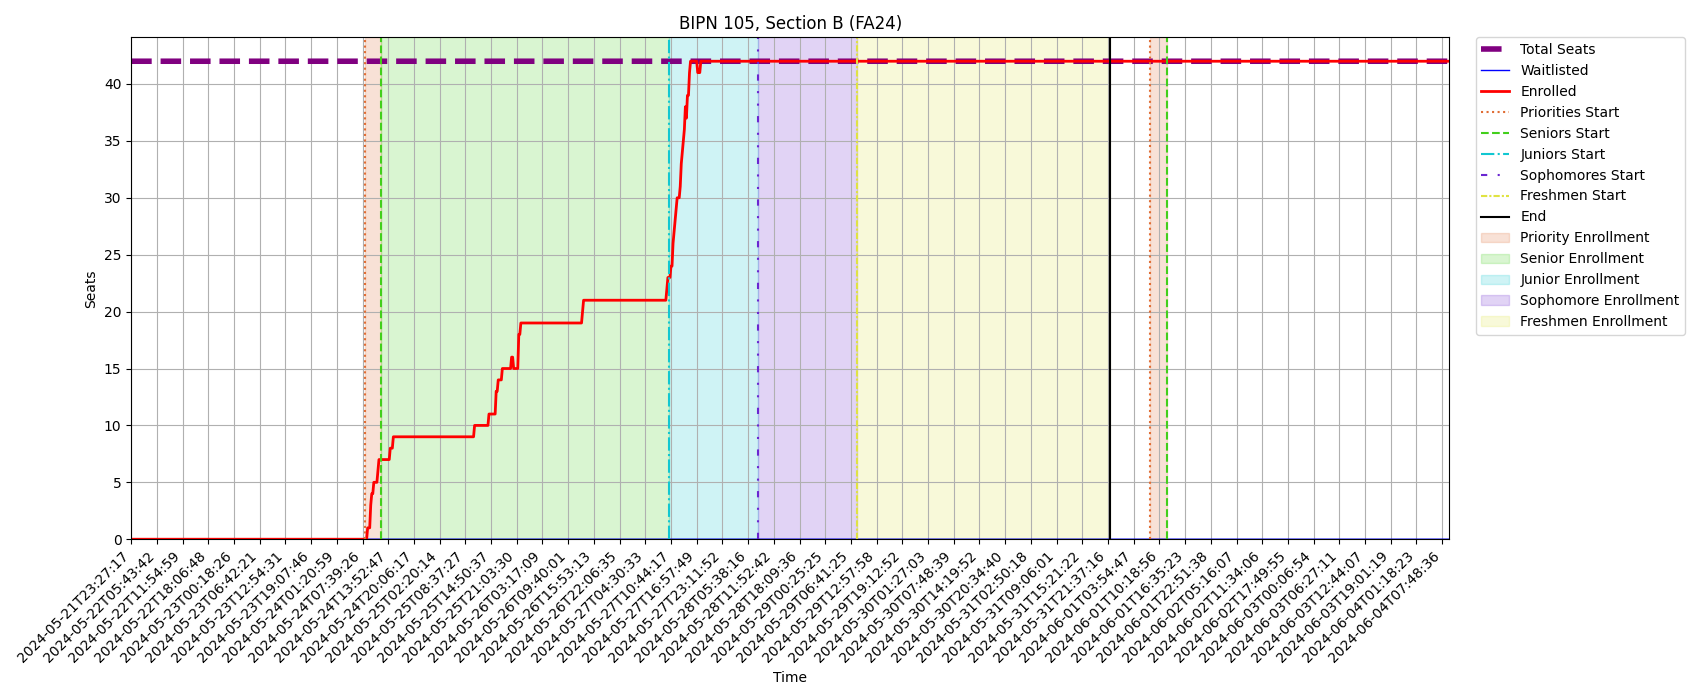 BIPN 105, Section B (FA24)
Total Seats
Waitlisted
Enrolled
Priorities Start
Seniors Start
Juniors Start
Sophomores Start
Freshmen Start
End
Priority Enrollment
Senior Enrollment
Junior Enrollment
Sophomore Enrollment
Freshmen Enrollment
Seats
40
35
30
25
20
15
10
5
0
2024-05-21T23:27:17
2024-05-22T05:43:42
2024-05-22T11:54:59
2024-05-22T18:06:48
2024-05-23T00:18:26
2024-05-23T06:42:21
2024-05-23T12:54:31
2024-05-23T19:07:46
2024-05-24T01:20:59
2024-05-24T07:39:26
2024-05-24T13:52:47
2024-05-24T20:06:17
2024-05-25T02:20:14
2024-05-25T08:37:27
2024-05-25T14:50:37
2024-05-25T21:03:30
2024-05-26T03:17:09
2024-05-26T09:40:01
2024-05-26T15:53:13
2024-05-26T22:06:35
2024-05-27T04:30:33
2024-05-27T10:44:17
2024-05-27T16:57:49
2024-05-27T23:11:52
2024-05-28T05:38:16
2024-05-28T11:52:42
2024-05-28T18:09:36
2024-05-29T00:25:25
2024-05-29T06:41:25
2024-05-29T12:57:58
2024-05-29T19:12:52
2024-05-30T01:27:03
2024-05-30T07:48:39
2024-05-30T14:19:52
2024-05-30T20:34:40
2024-05-31T02:50:18
2024-05-31T09:06:01
2024-05-31T15:21:22
2024-05-31T21:37:16
2024-06-01T03:54:47
2024-06-01T10:18:56
2024-06-01T16:35:23
2024-06-01T22:51:38
2024-06-02T05:16:07
2024-06-02T11:34:06
2024-06-02T17:49:55
2024-06-03T00:06:54
2024-06-03T06:27:11
2024-06-03T12:44:07
2024-06-03T19:01:19
2024-06-04T01:18:23
2024-06-04T07:48:36
Time